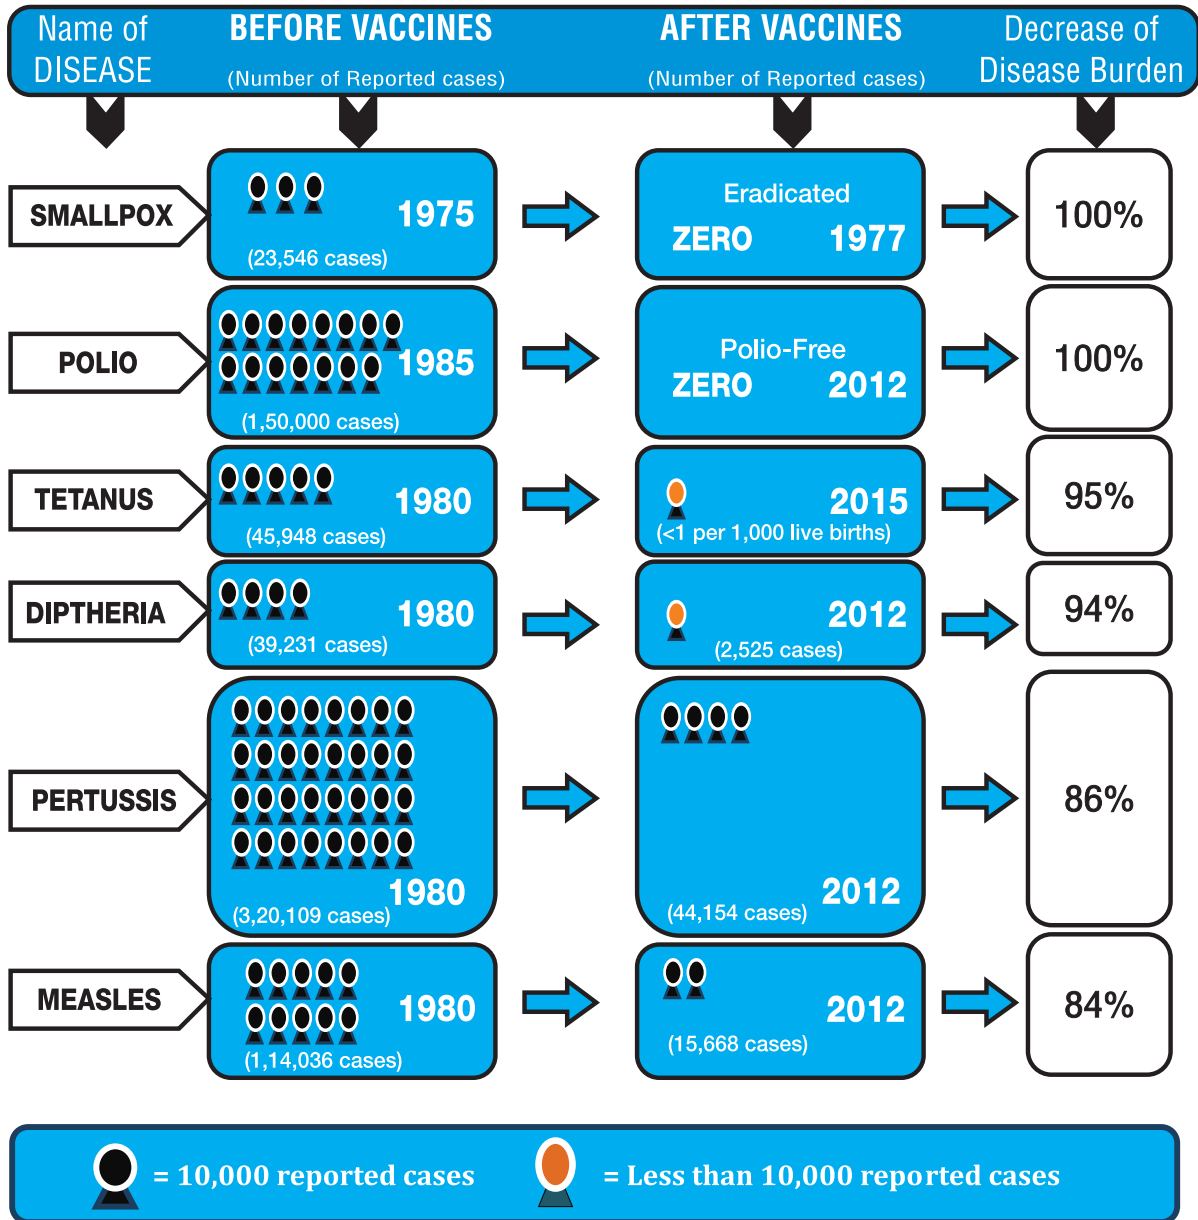 Name of
DISEASE
BEFORE VACCINES
(Number of Reported cases)
AFTER VACCINES
(Number of Reported cases)
Decrease of
Disease Burden
SMALLPOX
1975
(23,546 cases)
Eradicated
ZERO 1977
100%
POLIO
1985
(1,50,000 cases)
Polio-Free
ZERO 2012
100%
TETANUS
1980
(45,948 cases)
2015
(<1 per 1,000 live births)
95%
DIPTHERIA
1980
(39,231 cases)
2012
(2,525 cases)
94%
PERTUSSIS
1980
(3,20,109 cases)
2012
(44,154 cases)
86%
MEASLES
1980
(1,14,036 cases)
2012
(15,668 cases)
84%
= 10,000 reported cases
= Less than 10,000 reported cases